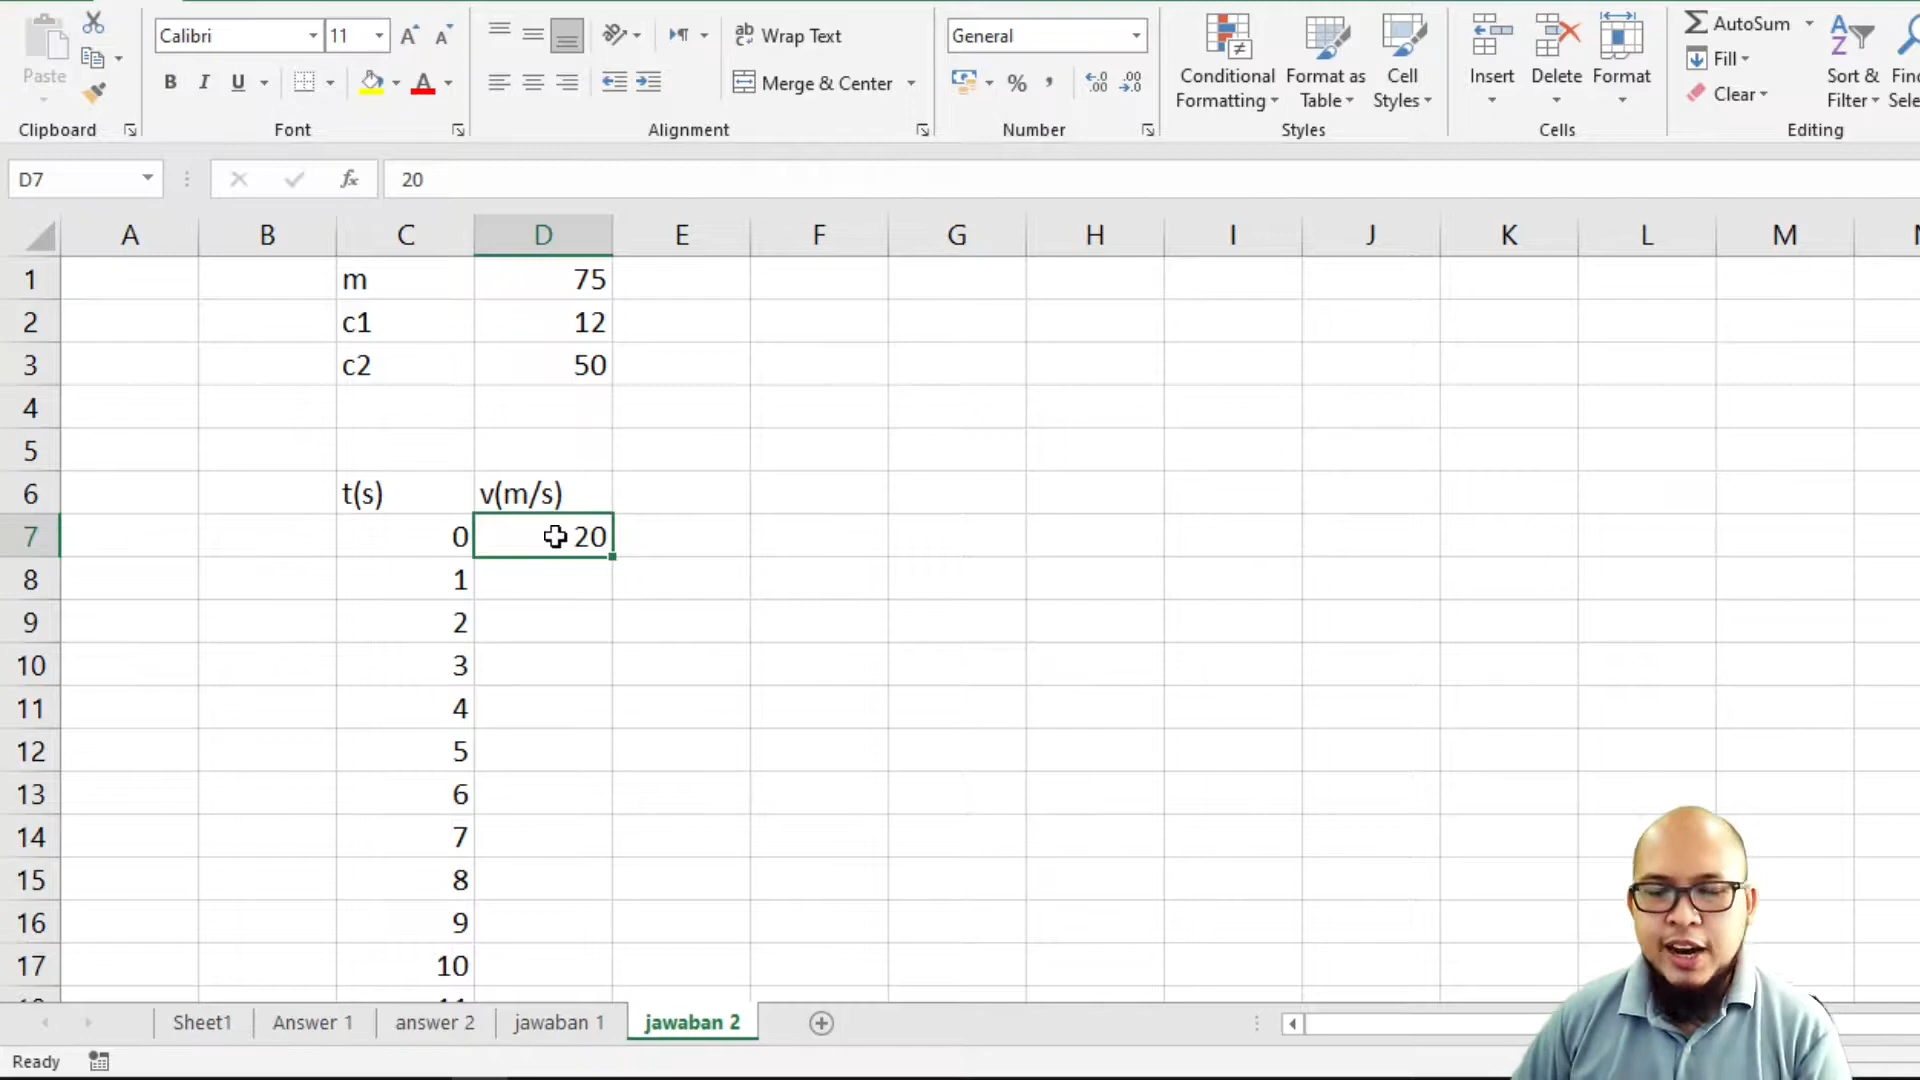 Paste
Clipboard
Calibri
11
A
A
B I U
A
Font
Wrap Text
Merge & Center
Alignment
General
%
Number
Conditional
Formatting
Format as
Table
Cell
Styles
Styles
Insert
Delete
Format
Cells
AutoSum
Fill
Clear
Sort &
Filter
Editing
D7
fx
20
A B C D E F G H I J K L M
1 m 75
2 c1 12
3 c2 50
4
5
6 t(s) v(m/s)
7 0 20
8 1
9 2
10 3
11 4
12 5
13 6
14 7
15 8
16 9
17 10
Sheet1
Answer 1
answer 2
jawaban 1
jawaban 2
Ready